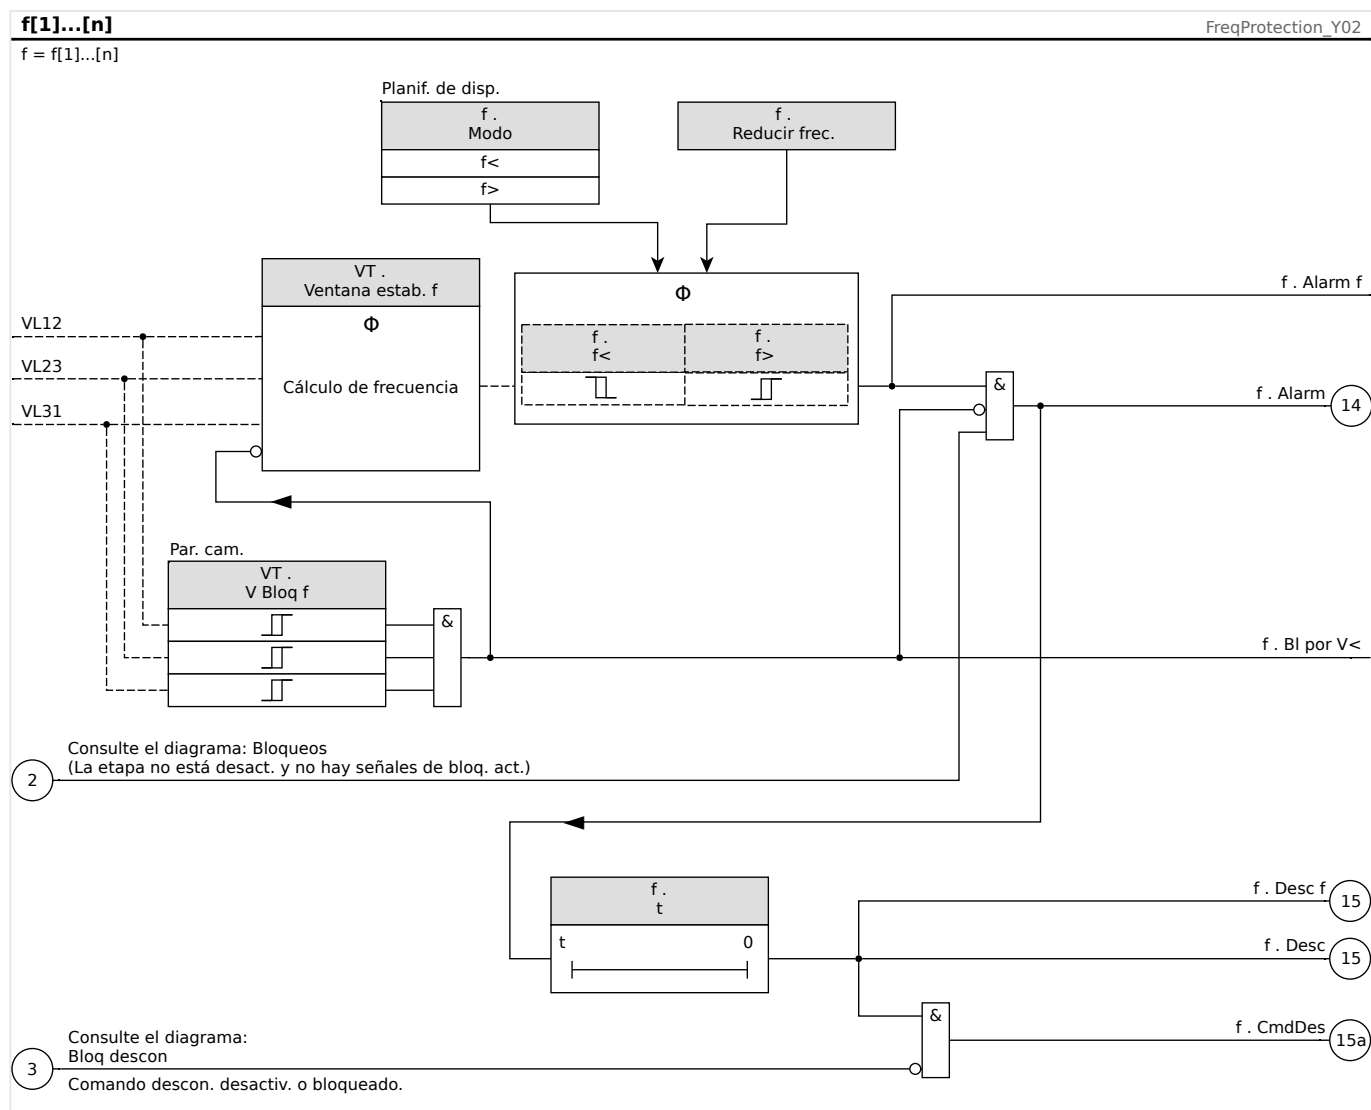 f[1]...[n]
FreqProtection_Y02
f = f[1]...[n]
Planif. de disp.
f .
Modo
f<
f>
f .
Reducir frec.
VT .
Ventana estab. f
Φ
Cálculo de frecuencia
VL12
VL23
VL31
Φ
f .
f<
f .
f>
f . Alarm f
&
f . Alarm
14
Par. cam.
VT .
V Bloq f
&
f . Bl por V<
2
Consulte el diagrama: Bloqueos
(La etapa no está desact. y no hay señales de bloq. act.)
f .
t
t
0
f . Desc f
15
f . Desc
15
&
f . CmdDes
15a
3
Consulte el diagrama:
Bloq descon
Comando descon. desactiv. o bloqueado.